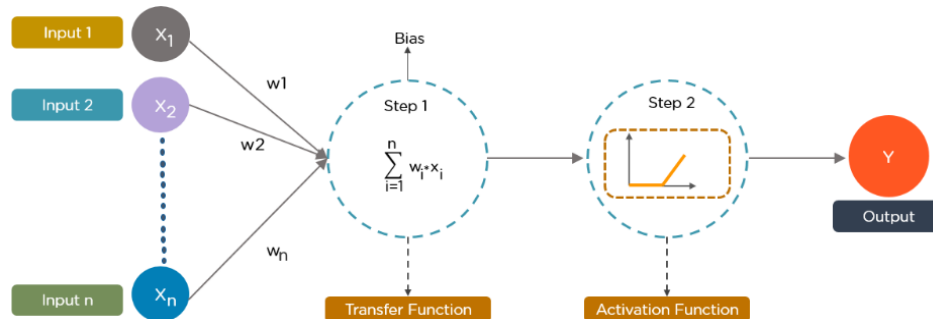 Input 1
X₁
Input 2
X₂
Input n
Xₙ
w1
w2
wₙ
Bias
Step 1
n
∑ wᵢ*xᵢ
i=1
Transfer Function
Step 2
Activation Function
Y
Output